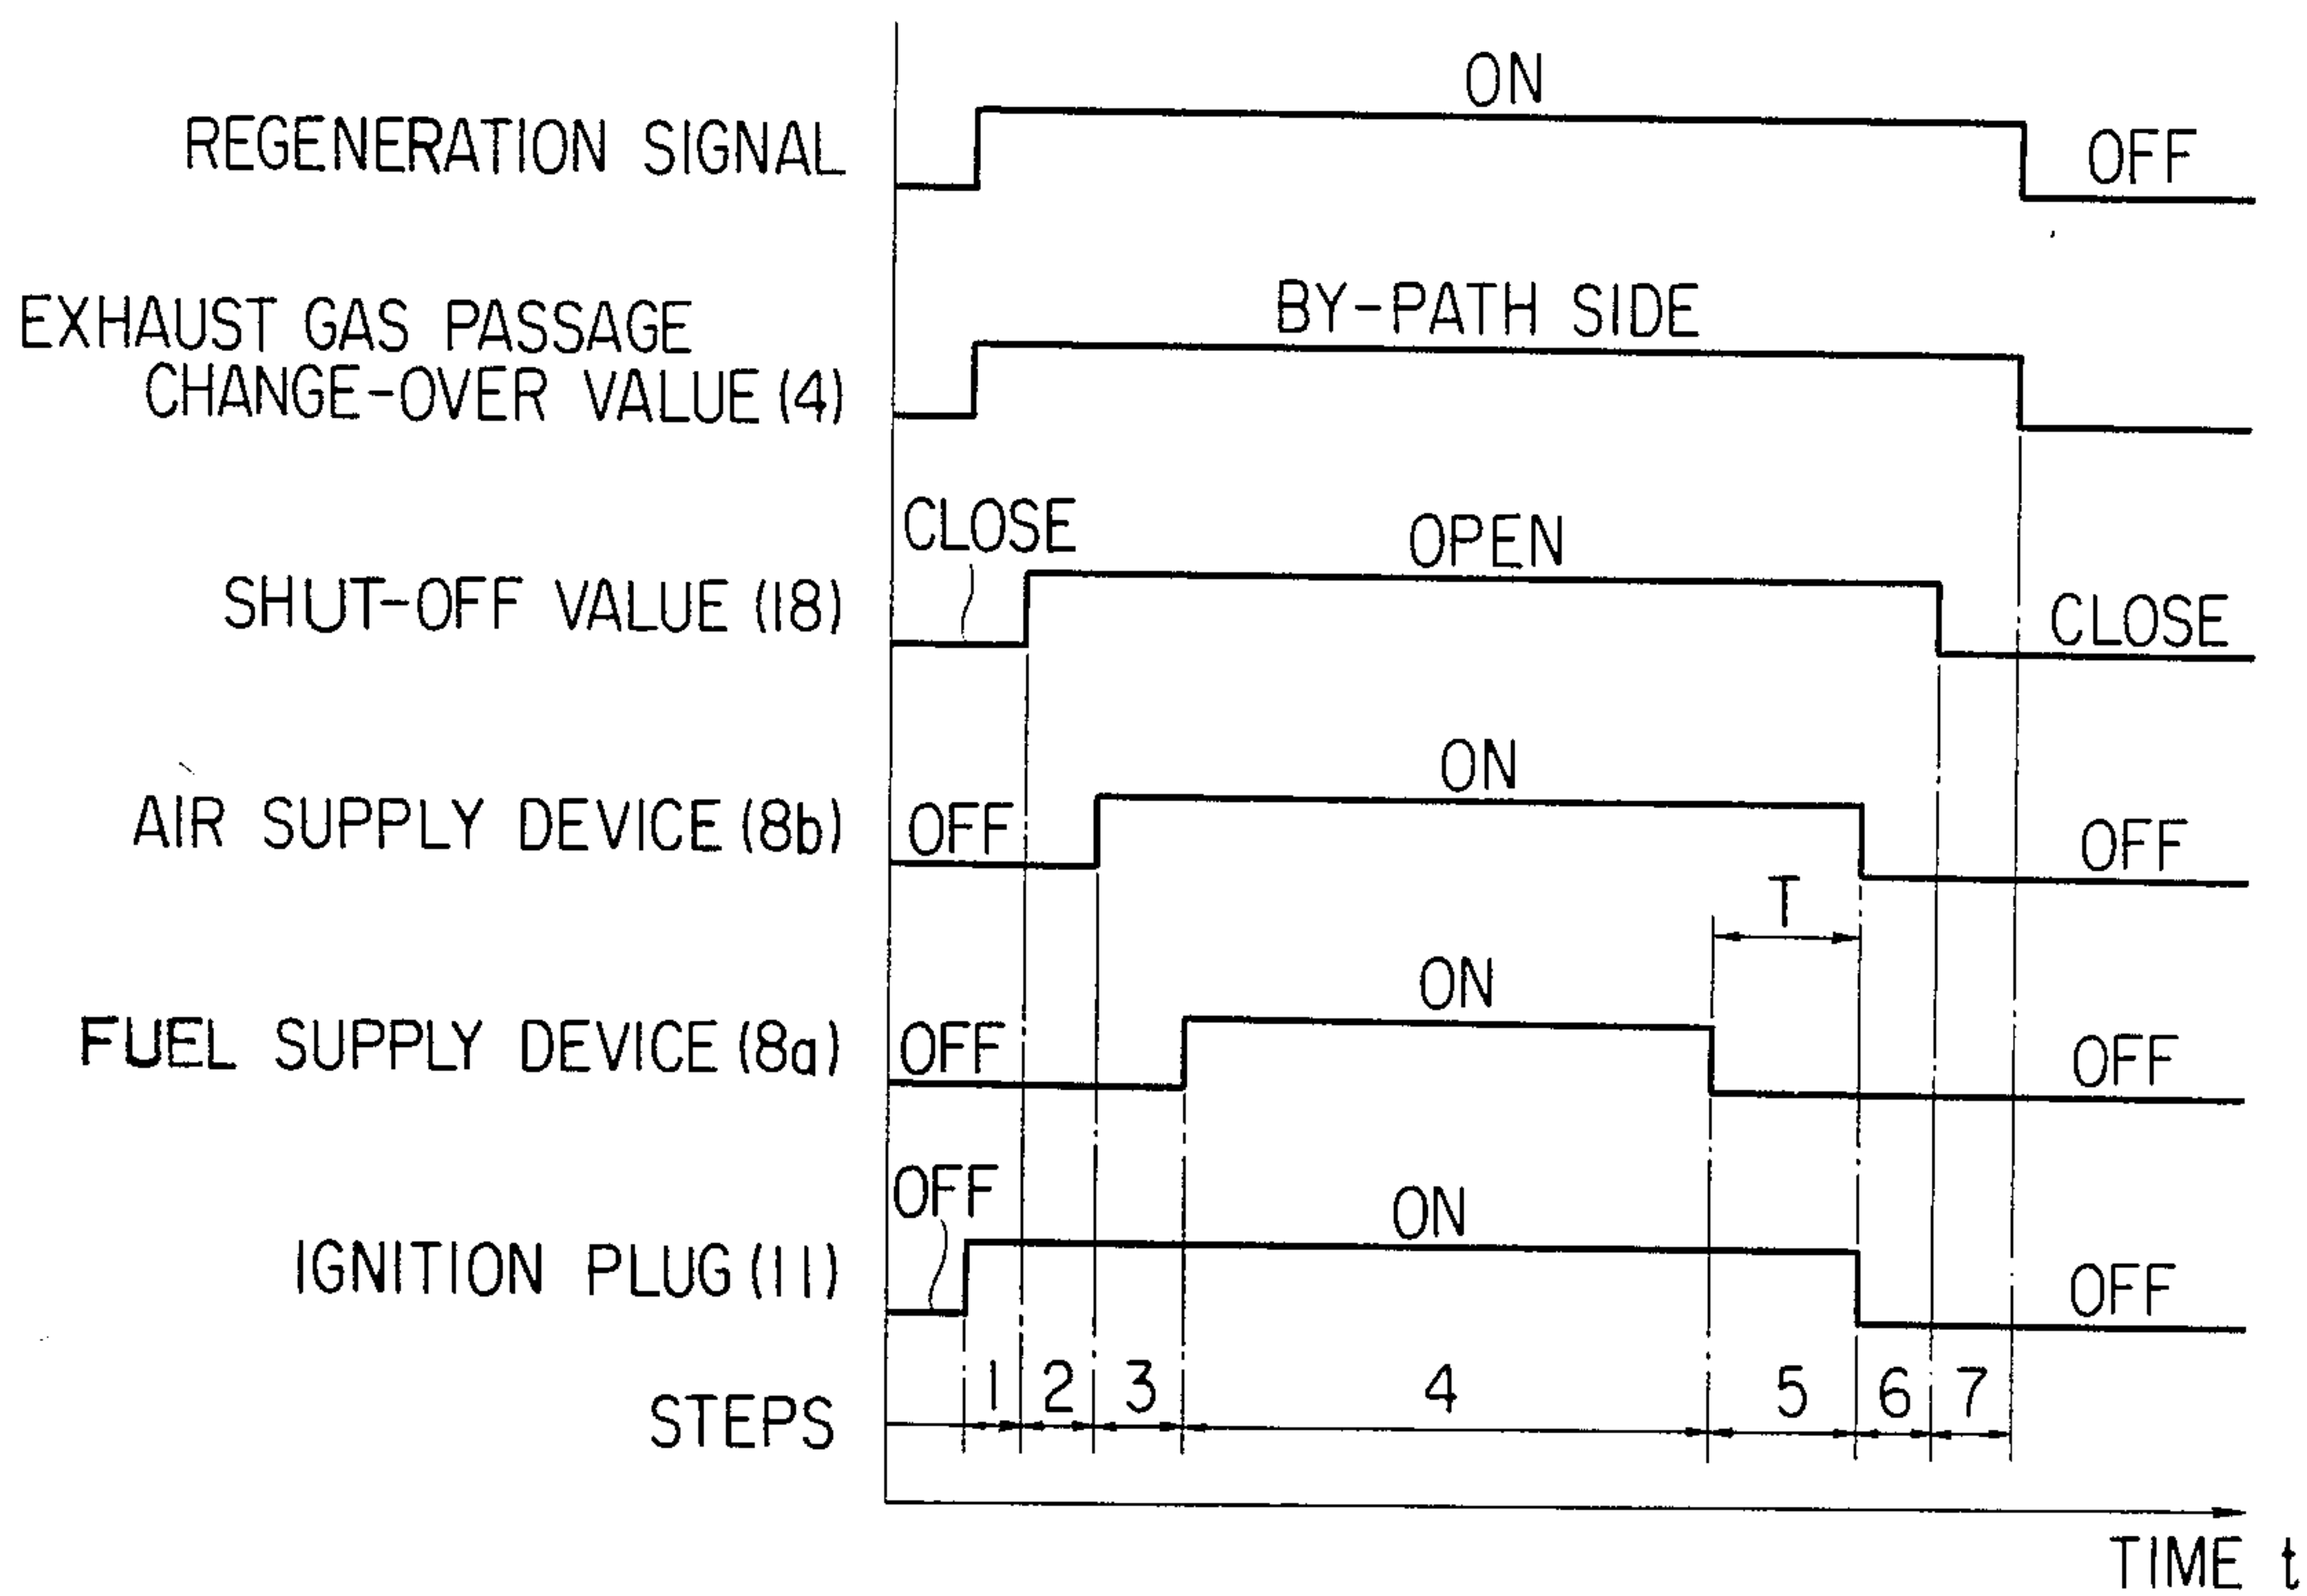 ON
REGENERATION SIGNAL
OFF
BY-PATH SIDE
EXHAUST GAS PASSAGE
CHANGE-OVER VALUE (4)
CLOSE
OPEN
SHUT-OFF VALUE (18)
CLOSE
ON
AIR SUPPLY DEVICE (8b)
OFF
OFF
T
ON
FUEL SUPPLY DEVICE (8a)
OFF
OFF
OFF
ON
IGNITION PLUG (11)
OFF
STEPS
1 2 3 4 5 6 7
TIME t